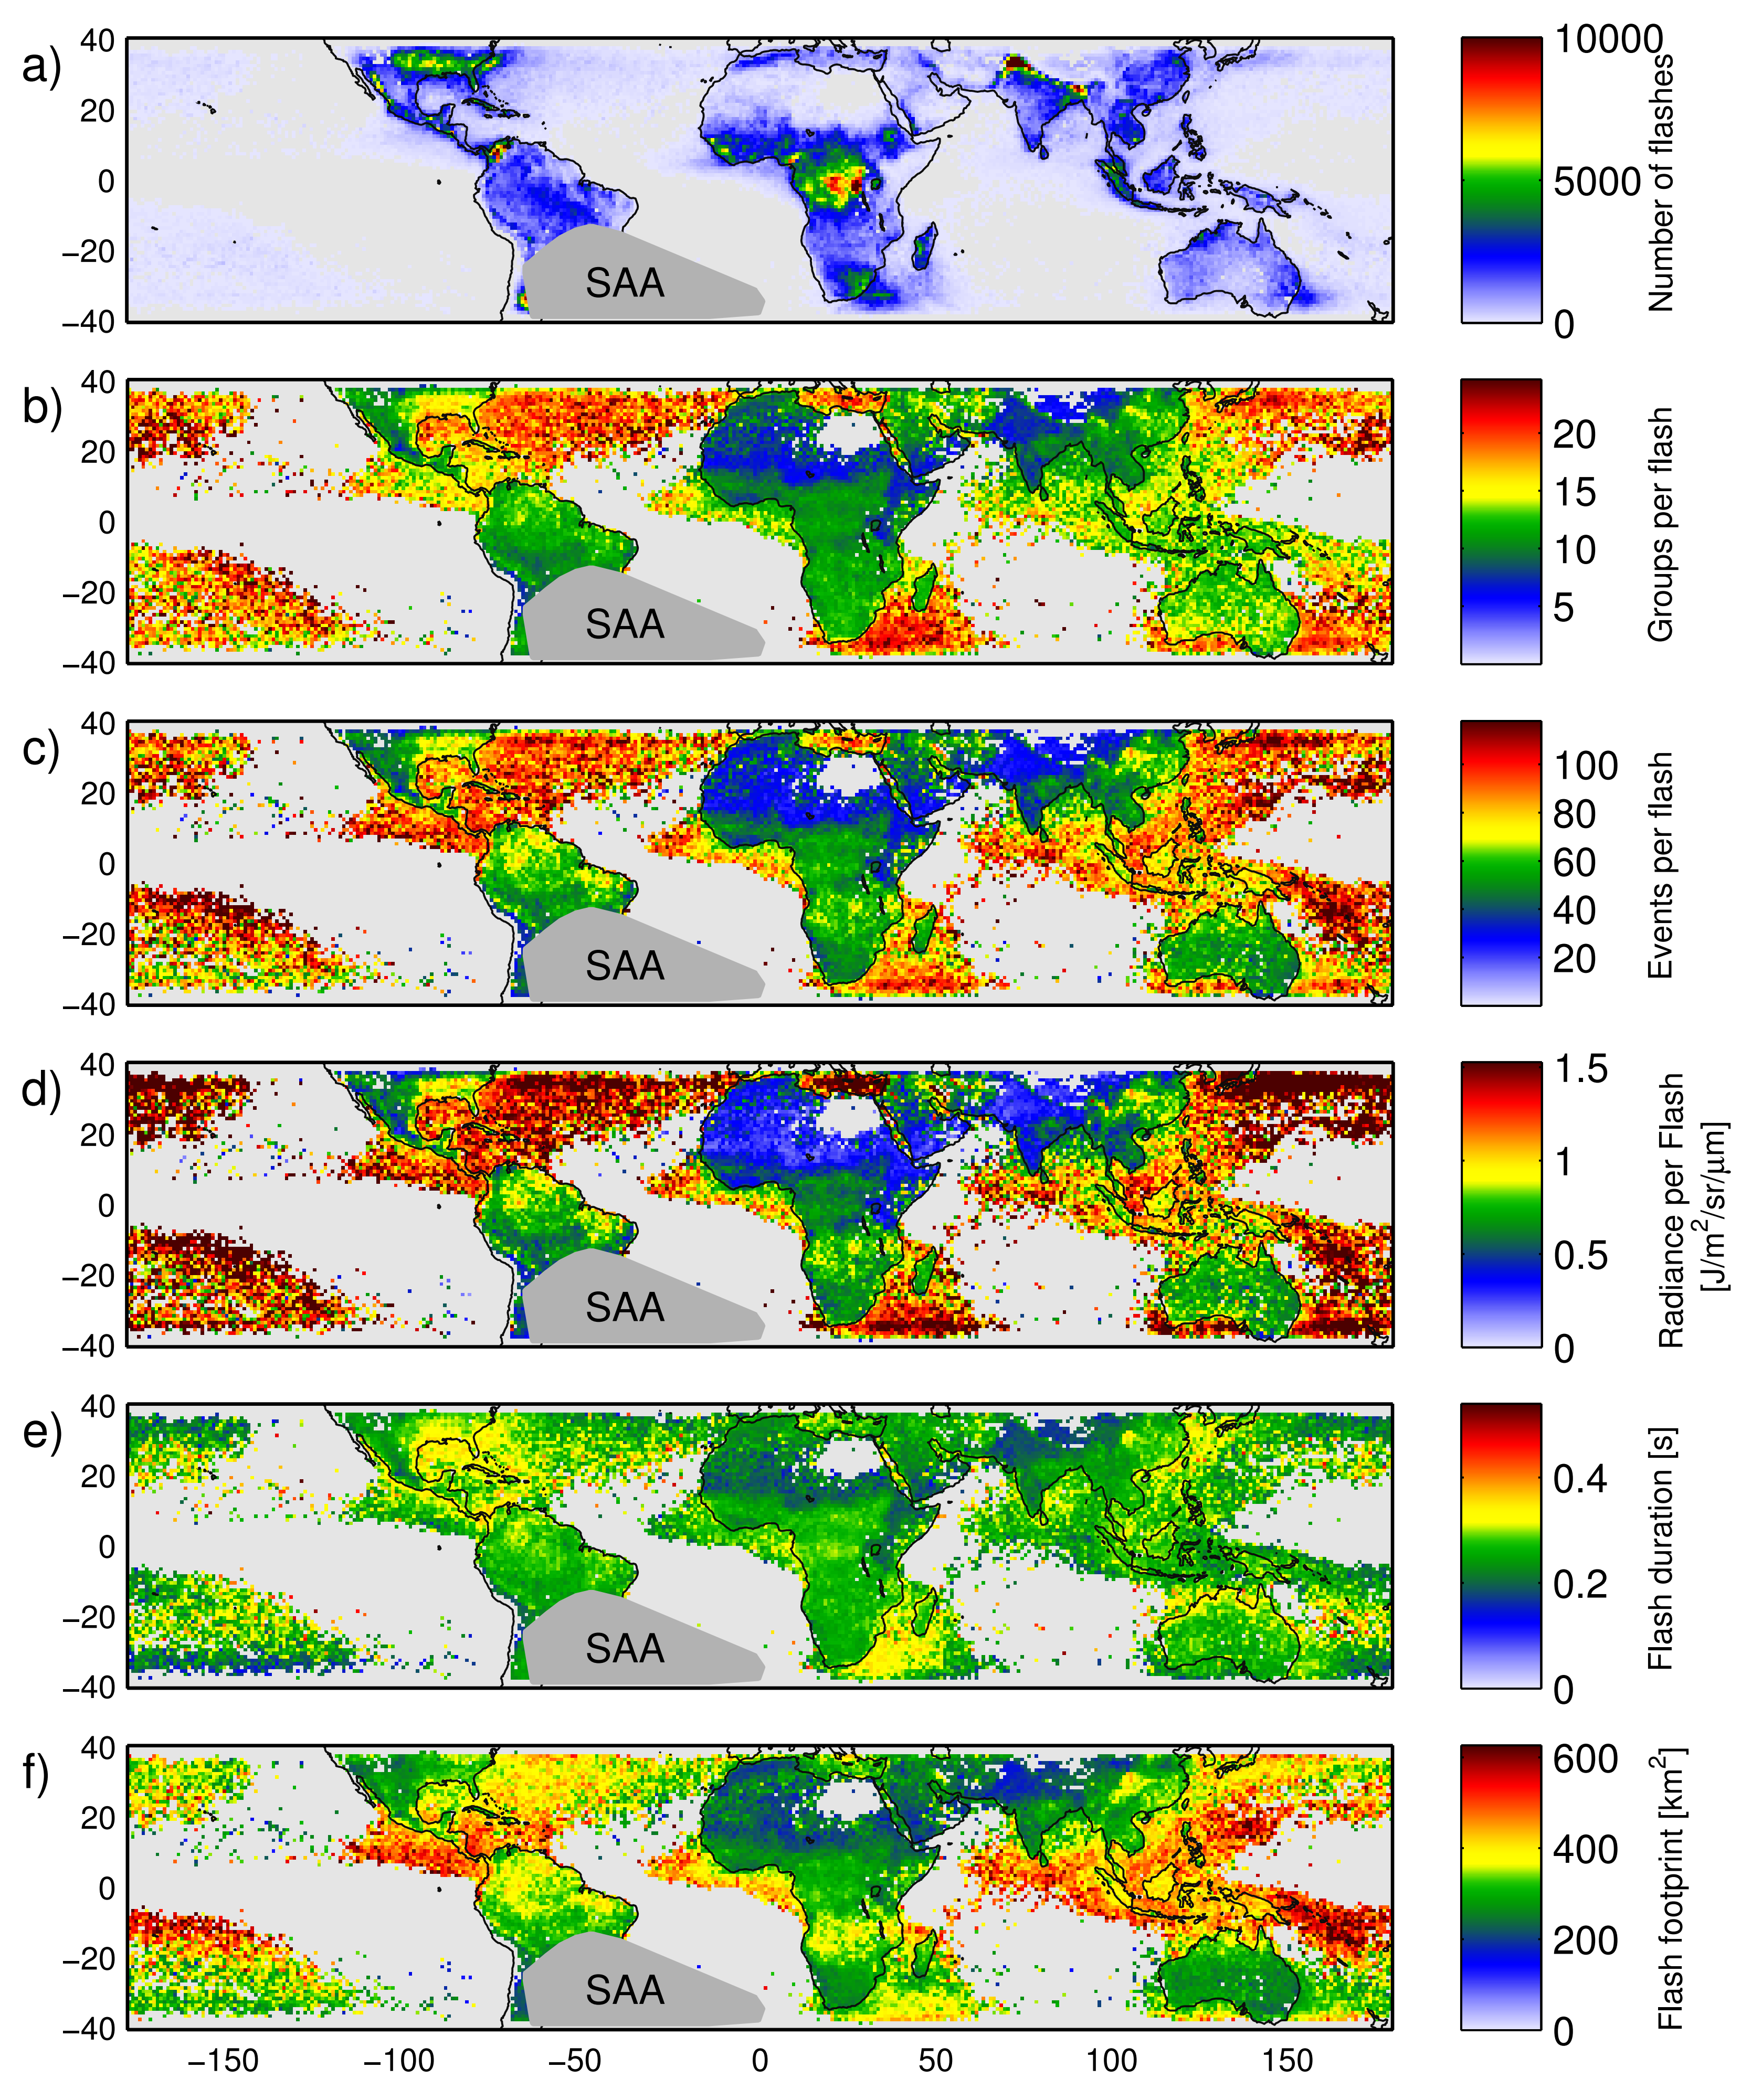 a)
40
20
0
−20
−40
SAA
10000
5000
0
Number of flashes
b)
40
20
0
−20
−40
SAA
20
15
10
5
Groups per flash
c)
40
20
0
−20
−40
SAA
100
80
60
40
20
Events per flash
d)
40
20
0
−20
−40
SAA
1.5
1
0.5
0
Radiance per Flash
[J/m²/sr/μm]
e)
40
20
0
−20
−40
SAA
0.4
0.2
0
Flash duration [s]
f)
40
20
0
−20
−40
SAA
600
400
200
0
Flash footprint [km²]
−150 −100 −50 0 50 100 150